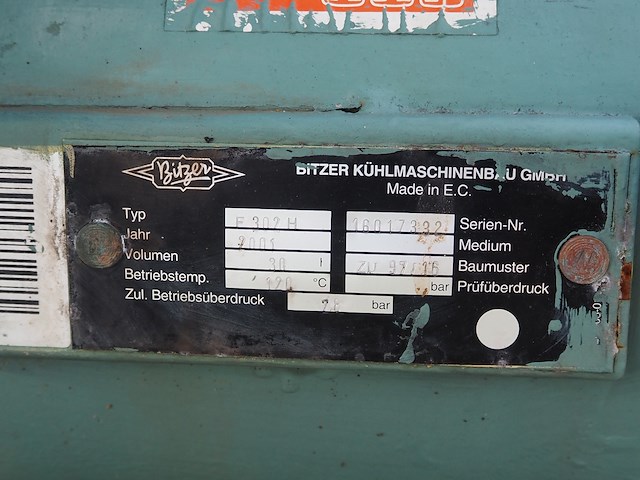 Bitzer
BITZER KÜHLMASCHINENBAU GMBH
Made in E.C.
Typ F 302 H 16017332 Serien-Nr.
Jahr 2001 Medium
Volumen 30 l Baumuster
Betriebstemp. 120 °C bar Prüfüberdruck
Zul. Betriebsüberdruck bar